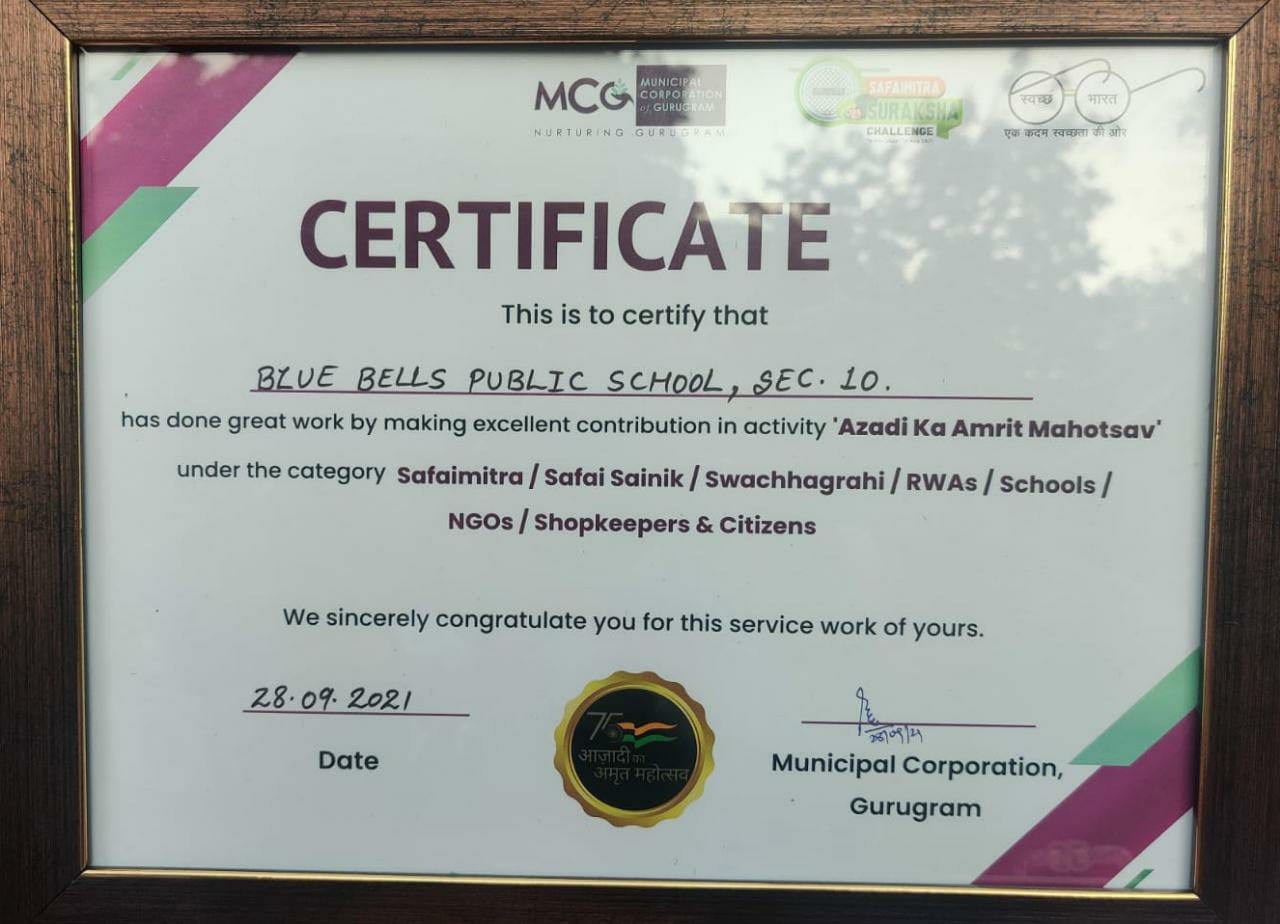 MCG MUNICIPAL CORPORATION of GURUGRAM
NURTURING GURUGRAM
SAFAIMITRA
SURAKSHA
CHALLENGE
स्वच्छ भारत
एक कदम स्वच्छता की ओर
CERTIFICATE
This is to certify that
BLUE BELLS PUBLIC SCHOOL, SEC. 10.
has done great work by making excellent contribution in activity 'Azadi Ka Amrit Mahotsav'
under the category Safaimitra / Safai Sainik / Swachhagrahi / RWAs / Schools /
NGOs / Shopkeepers & Citizens
We sincerely congratulate you for this service work of yours.
28.09.2021
Date
75
आज़ादी का
अमृत महोत्सव
28/09/21
Municipal Corporation,
Gurugram